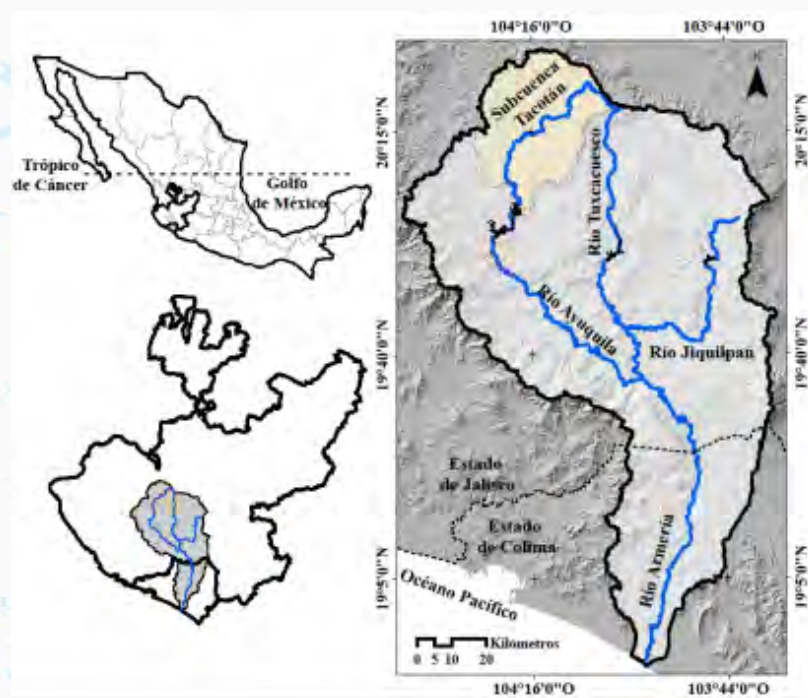 Trópico
de Cáncer
Golfo
de México
104°16'0"O
103°44'0"O
20°15'0"N
20°15'0"N
19°40'0"N
19°40'0"N
19°5'0"N
19°5'0"N
Subcuenca
Tacotán
Río Tuxcacuesco
Río Ayuquila
Río Jiquilpan
Estado
de Jalisco
Estado
de Colima
Río Armería
Océano Pacífico
Kilometros
0 5 10 20
104°16'0"O
103°44'0"O